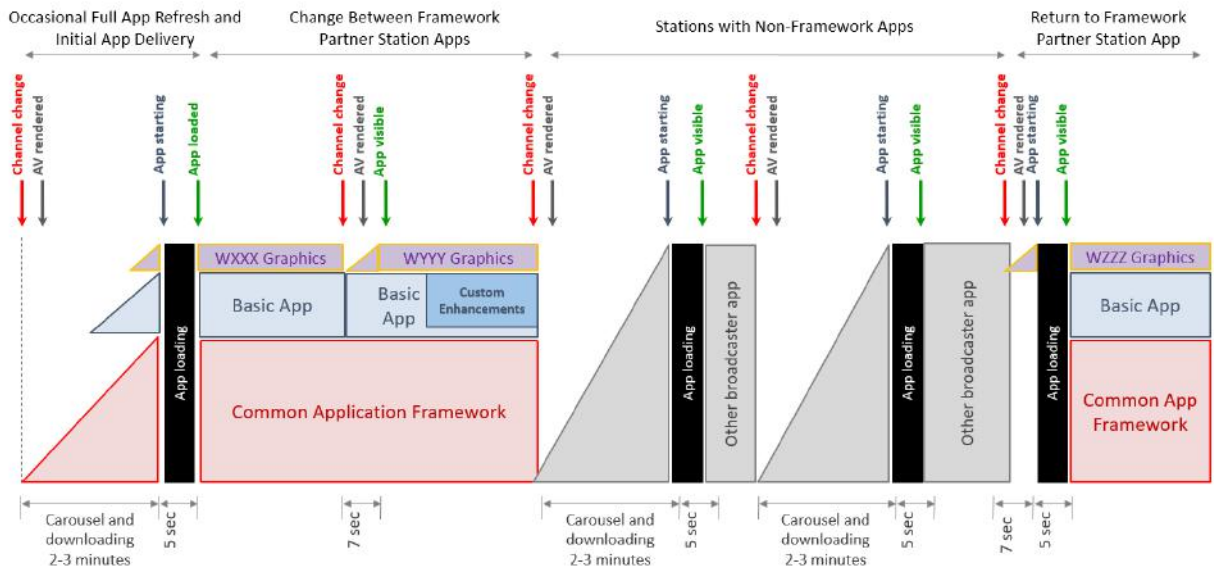 Occasional Full App Refresh and
Initial App Delivery
Change Between Framework
Partner Station Apps
Stations with Non-Framework Apps
Return to Framework
Partner Station App
Channel change
AV rendered
App starting
App loaded
Channel change
AV rendered
App visible
Channel change
AV rendered
App starting
App visible
Channel change
AV rendered
App starting
App visible
Channel change
AV rendered
App starting
App visible
WXXX Graphics
WYYY Graphics
WZZZ Graphics
Basic App
Basic
App
Custom
Enhancements
Basic App
App loading
Common Application Framework
App loading
Other broadcaster app
App loading
Other broadcaster app
App loading
Common App
Framework
Carousel and
downloading
2-3 minutes
5 sec
7 sec
Carousel and
downloading
2-3 minutes
5 sec
Carousel and
downloading
2-3 minutes
5 sec
7 sec
5 sec